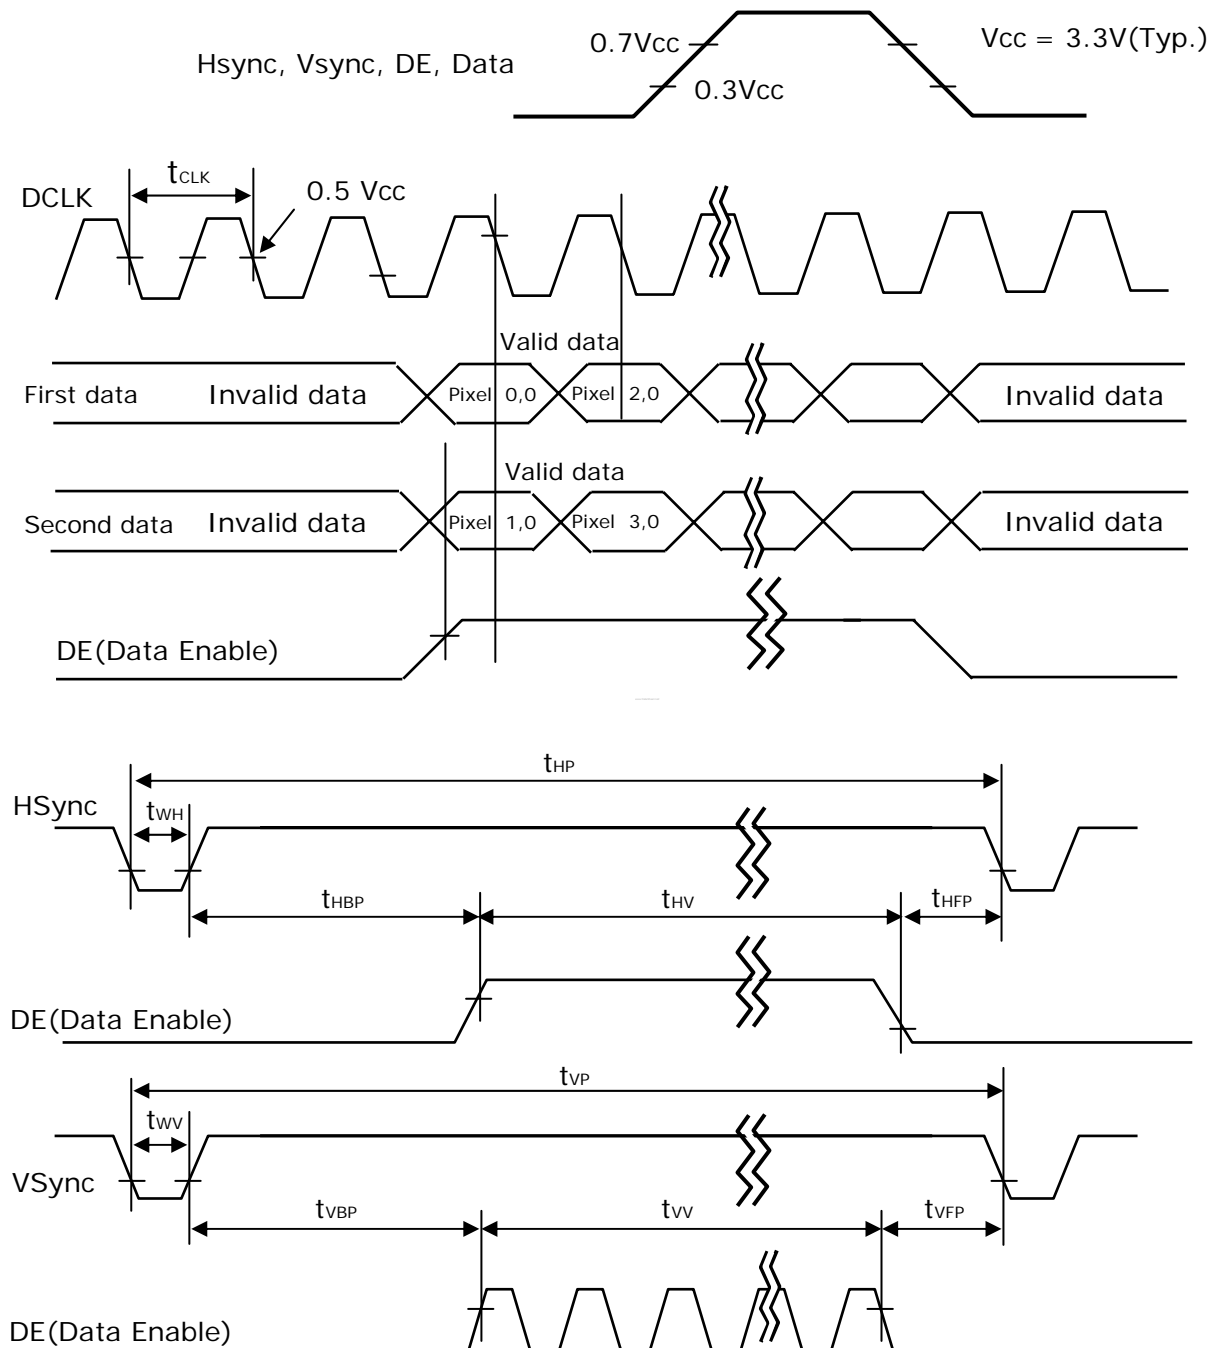 Hsync, Vsync, DE, Data
0.7Vcc
0.3Vcc
Vcc = 3.3V(Typ.)
DCLK
tCLK
0.5 Vcc
Valid data
First data
Invalid data
Pixel 0,0
Pixel 2,0
Invalid data
Valid data
Second data
Invalid data
Pixel 1,0
Pixel 3,0
Invalid data
DE(Data Enable)
tHP
HSync
tWH
tHBP
tHV
tHFP
DE(Data Enable)
tVP
tWV
VSync
tVBP
tVV
tVFP
DE(Data Enable)